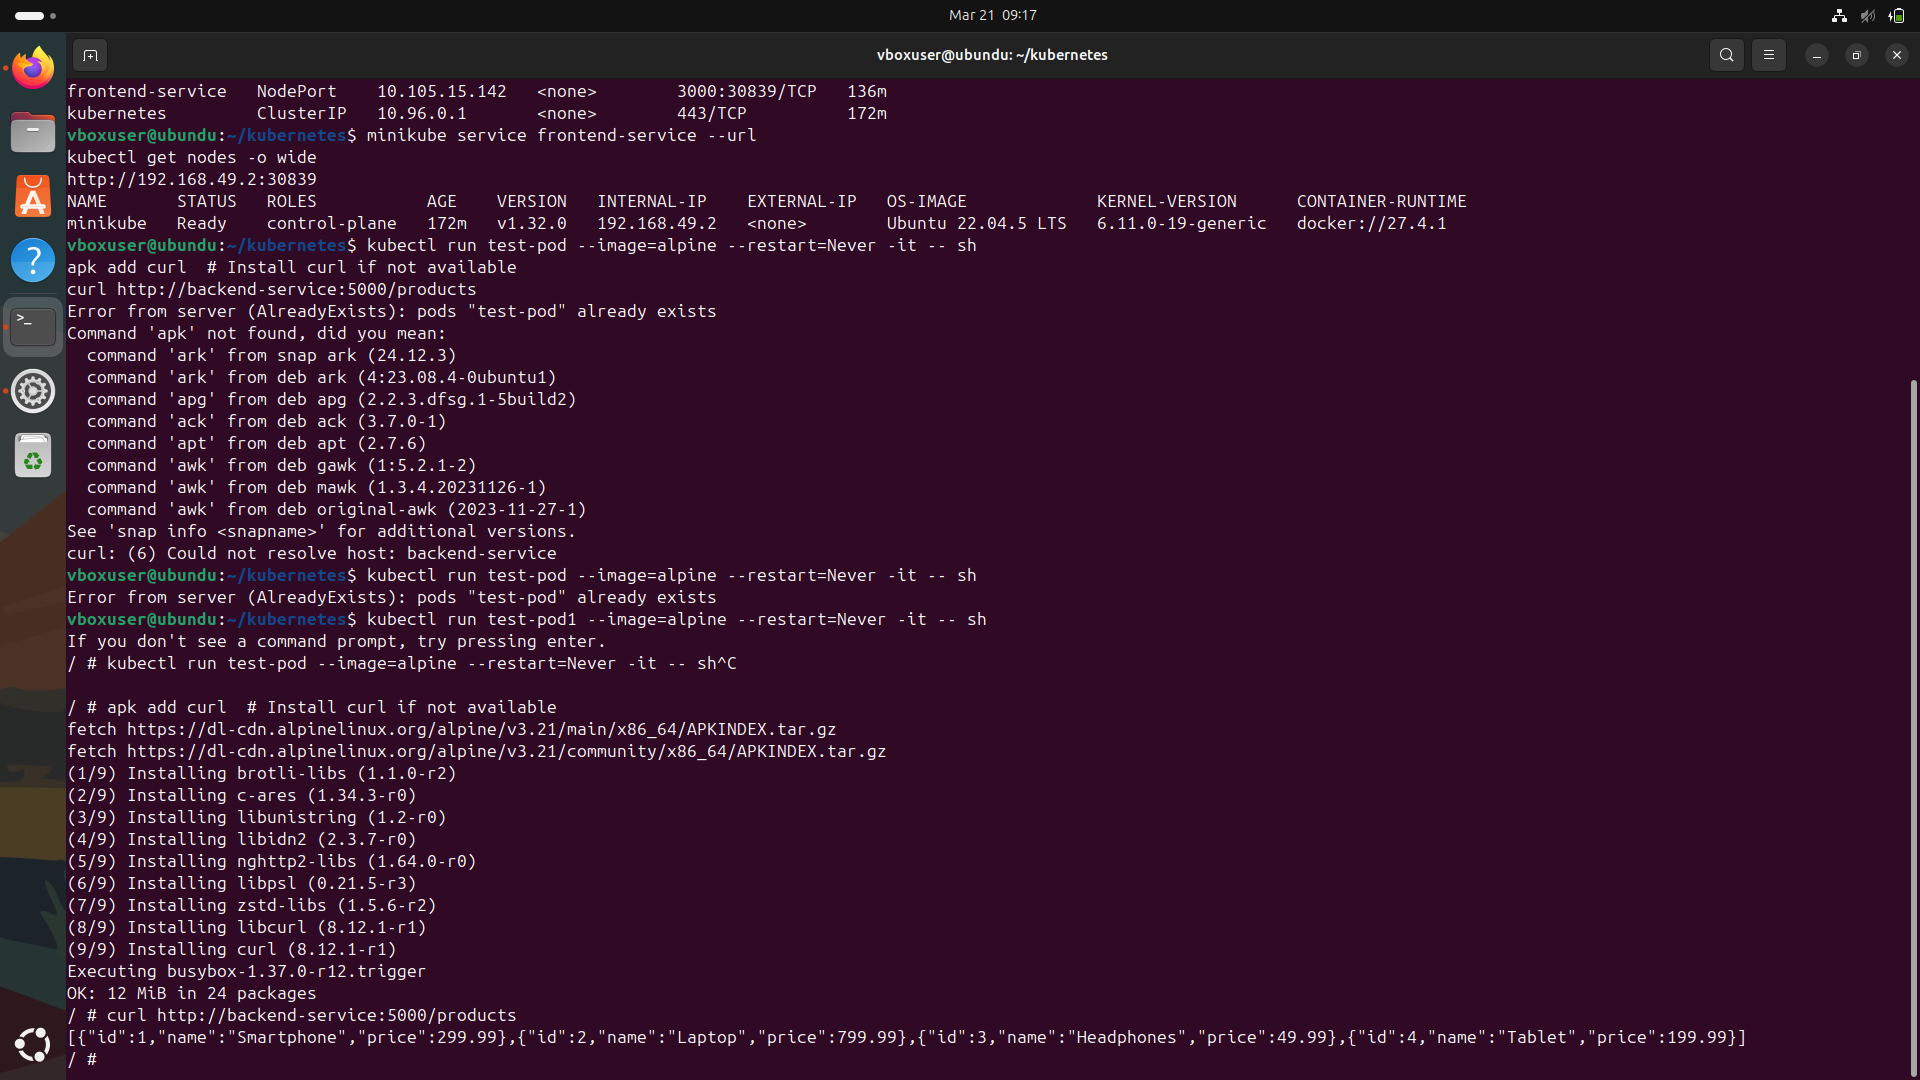 Mar 21 09:17
vboxuser@ubundu: ~/kubernetes
frontend-service   NodePort    10.105.15.142   <none>        3000:30839/TCP   136m
kubernetes         ClusterIP   10.96.0.1       <none>        443/TCP          172m
vboxuser@ubundu:~/kubernetes$ minikube service frontend-service --url
kubectl get nodes -o wide
http://192.168.49.2:30839
NAME       STATUS   ROLES           AGE    VERSION   INTERNAL-IP    EXTERNAL-IP   OS-IMAGE             KERNEL-VERSION      CONTAINER-RUNTIME
minikube   Ready    control-plane   172m   v1.32.0   192.168.49.2   <none>        Ubuntu 22.04.5 LTS   6.11.0-19-generic   docker://27.4.1
vboxuser@ubundu:~/kubernetes$ kubectl run test-pod --image=alpine --restart=Never -it -- sh
apk add curl  # Install curl if not available
curl http://backend-service:5000/products
Error from server (AlreadyExists): pods "test-pod" already exists
Command 'apk' not found, did you mean:
  command 'ark' from snap ark (24.12.3)
  command 'ark' from deb ark (4:23.08.4-0ubuntu1)
  command 'apg' from deb apg (2.2.3.dfsg.1-5build2)
  command 'ack' from deb ack (3.7.0-1)
  command 'apt' from deb apt (2.7.6)
  command 'awk' from deb gawk (1:5.2.1-2)
  command 'awk' from deb mawk (1.3.4.20231126-1)
  command 'awk' from deb original-awk (2023-11-27-1)
See 'snap info <snapname>' for additional versions.
curl: (6) Could not resolve host: backend-service
vboxuser@ubundu:~/kubernetes$ kubectl run test-pod --image=alpine --restart=Never -it -- sh
Error from server (AlreadyExists): pods "test-pod" already exists
vboxuser@ubundu:~/kubernetes$ kubectl run test-pod1 --image=alpine --restart=Never -it -- sh
If you don't see a command prompt, try pressing enter.
/ # kubectl run test-pod --image=alpine --restart=Never -it -- sh^C
/ # apk add curl  # Install curl if not available
fetch https://dl-cdn.alpinelinux.org/alpine/v3.21/main/x86_64/APKINDEX.tar.gz
fetch https://dl-cdn.alpinelinux.org/alpine/v3.21/community/x86_64/APKINDEX.tar.gz
(1/9) Installing brotli-libs (1.1.0-r2)
(2/9) Installing c-ares (1.34.3-r0)
(3/9) Installing libunistring (1.2-r0)
(4/9) Installing libidn2 (2.3.7-r0)
(5/9) Installing nghttp2-libs (1.64.0-r0)
(6/9) Installing libpsl (0.21.5-r3)
(7/9) Installing zstd-libs (1.5.6-r2)
(8/9) Installing libcurl (8.12.1-r1)
(9/9) Installing curl (8.12.1-r1)
Executing busybox-1.37.0-r12.trigger
OK: 12 MiB in 24 packages
/ # curl http://backend-service:5000/products
[{"id":1,"name":"Smartphone","price":299.99},{"id":2,"name":"Laptop","price":799.99},{"id":3,"name":"Headphones","price":49.99},{"id":4,"name":"Tablet","price":199.99}]
/ #